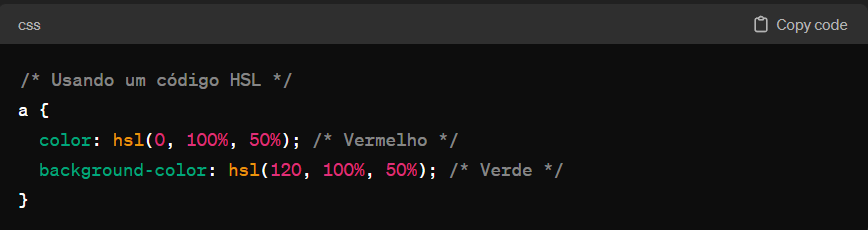 css
Copy code
/* Usando um código HSL */
a {
  color: hsl(0, 100%, 50%); /* Vermelho */
  background-color: hsl(120, 100%, 50%); /* Verde */
}